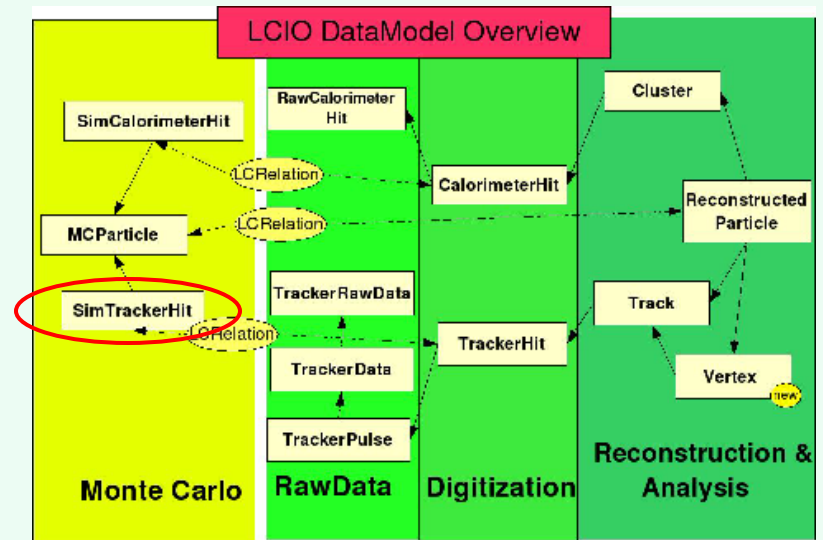 LCIO DataModel Overview
SimCalorimeterHit
MCParticle
SimTrackerHit
Monte Carlo
LCRelation
LCRelation
LCRelation
RawCalorimeter
Hit
TrackerRawData
TrackerData
TrackerPulse
RawData
CalorimeterHit
TrackerHit
Digitization
Cluster
Reconstructed
Particle
Track
Vertex
new
Reconstruction &
Analysis